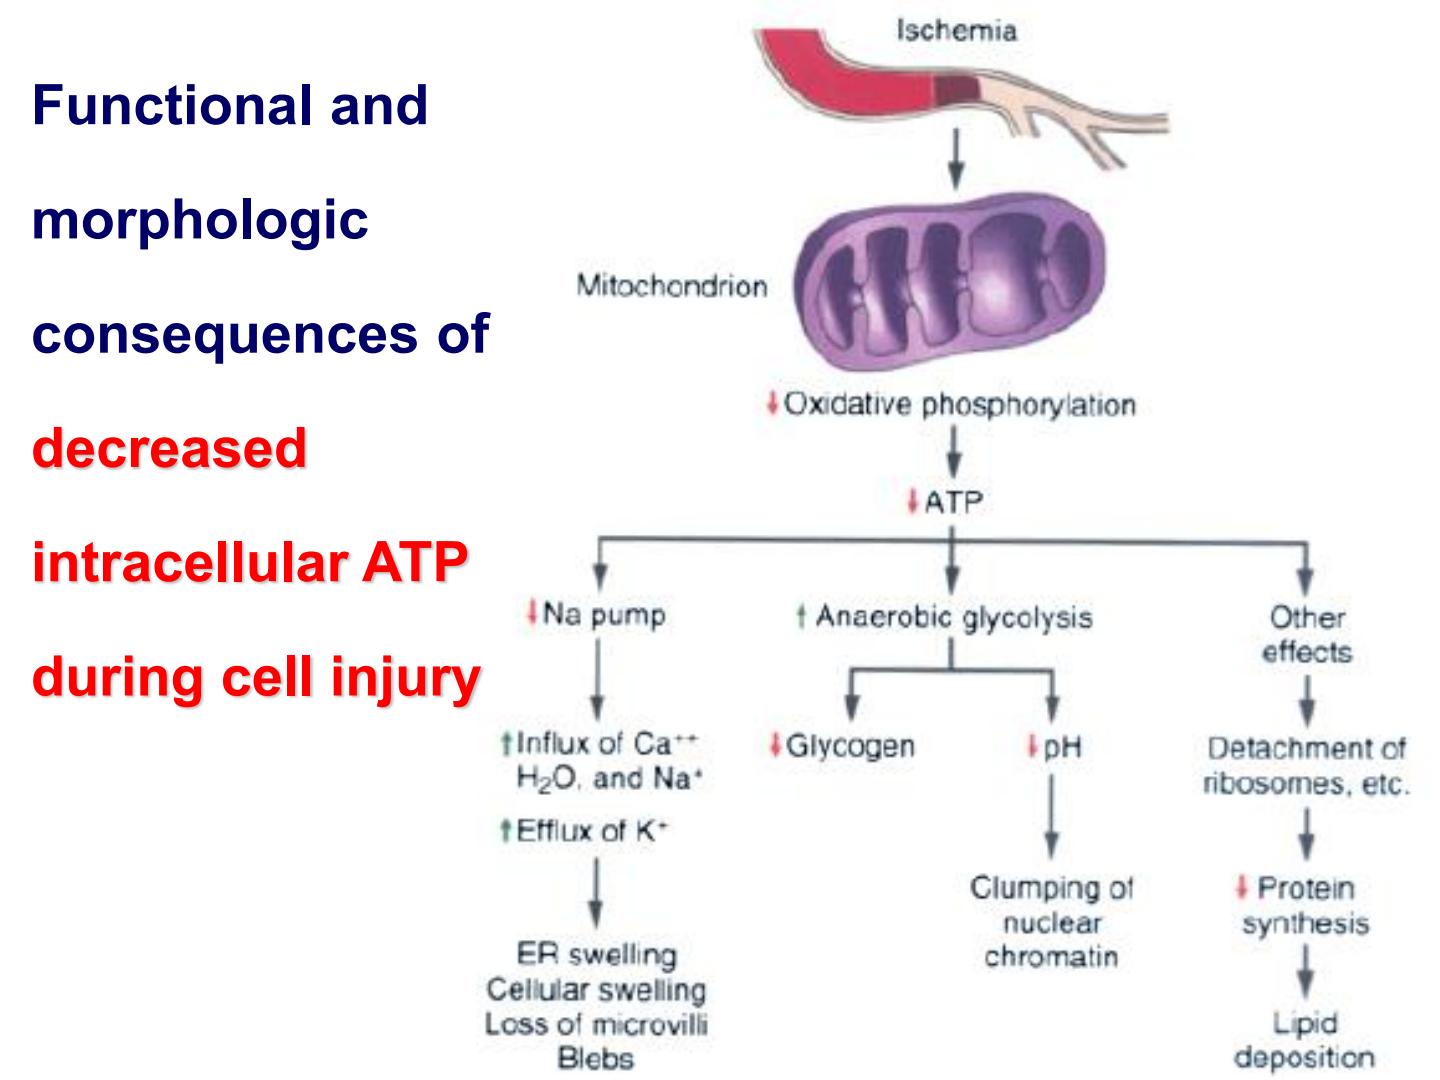 Functional and
morphologic
consequences of
decreased
intracellular ATP
during cell injury
Ischemia
Mitochondrion
↓Oxidative phosphorylation
↓ATP
↓Na pump
↑Influx of Ca⁺⁺
H₂O, and Na⁺
↑Efflux of K⁺
ER swelling
Cellular swelling
Loss of microvilli
Blebs
↑Anaerobic glycolysis
↓Glycogen
↓pH
Clumping of
nuclear
chromatin
Other
effects
Detachment of
ribosomes, etc.
↓Protein
synthesis
Lipid
deposition